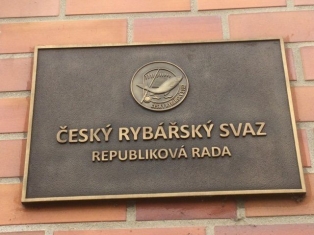 ČESKÝ RYBÁŘSKÝ SVAZ
REPUBLIKOVÁ RADA